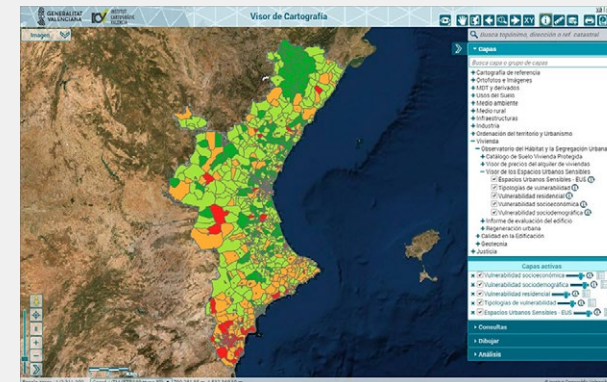 GENERALITAT
VALENCIANA
INSTITUT
CARTOGRÀFIC
VALENCIÀ
Visor de Cartografía
XY
Imagen
Busca topónimo, dirección o ref. catastral
Capas
Busca capa o grupo de capas
Cartografía de referencia
Ortofotos e Imágenes
MDT y derivados
Usos del Suelo
Medio ambiente
Medio rural
Infraestructuras
Industria
Ordenación del territorio y Urbanismo
Vivienda
Observatorio del Hábitat y la Segregación Urbana
Catálogo de Suelo Vivienda Protegida
Visor de precios del alquiler de viviendas
Visor de los Espacios Urbanos Sensibles
Espacios Urbanos Sensibles - EUS
Tipologías de vulnerabilidad
Vulnerabilidad residencial
Vulnerabilidad socioeconómica
Vulnerabilidad sociodemográfica
Informe de evaluación del edificio
Regeneración urbana
Calidad en la Edificación
Geotecnia
Justicia
Capas activas
Vulnerabilidad socioeconómica
Vulnerabilidad sociodemográfica
Vulnerabilidad residencial
Tipologías de vulnerabilidad
Espacios Urbanos Sensibles - EUS
Consultas
Dibujar
Análisis